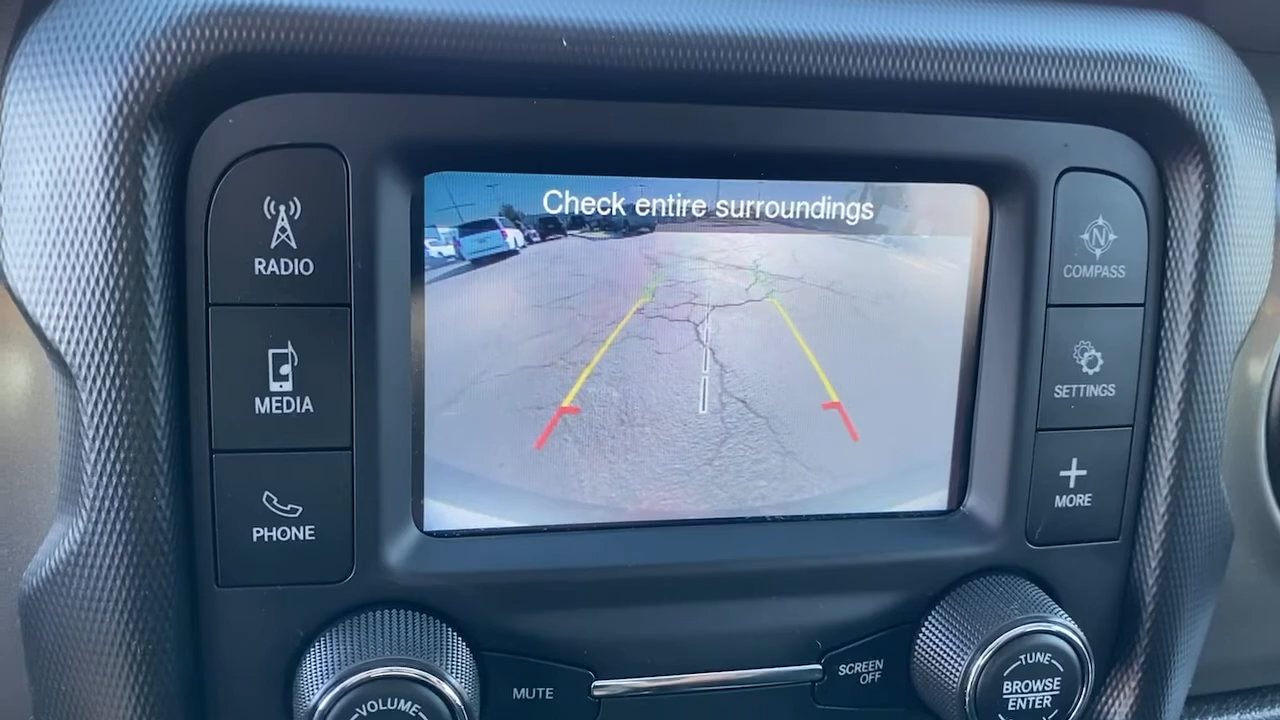 Check entire surroundings
RADIO
MEDIA
PHONE
N
COMPASS
SETTINGS
MORE
VOLUME
MUTE
SCREEN
OFF
TUNE
BROWSE
ENTER